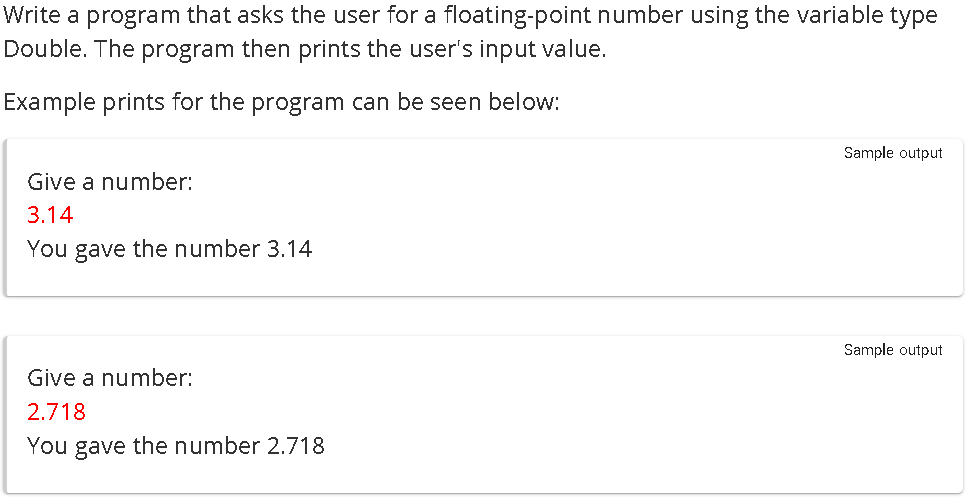 Write a program that asks the user for a floating-point number using the variable type
Double. The program then prints the user's input value.
Example prints for the program can be seen below:
Sample output
Give a number:
3.14
You gave the number 3.14
Sample output
Give a number:
2.718
You gave the number 2.718